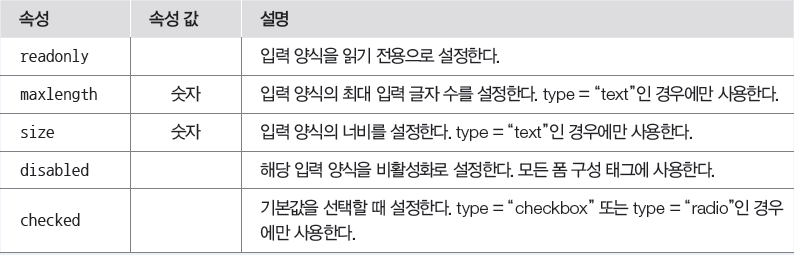 속성 속성 값 설명
readonly 입력 양식을 읽기 전용으로 설정한다.
maxlength 숫자 입력 양식의 최대 입력 글자 수를 설정한다. type = “text”인 경우에만 사용한다.
size 숫자 입력 양식의 너비를 설정한다. type = “text”인 경우에만 사용한다.
disabled 해당 입력 양식을 비활성화로 설정한다. 모든 폼 구성 태그에 사용한다.
checked 기본값을 선택할 때 설정한다. type = “checkbox” 또는 type = “radio”인 경우
에만 사용한다.